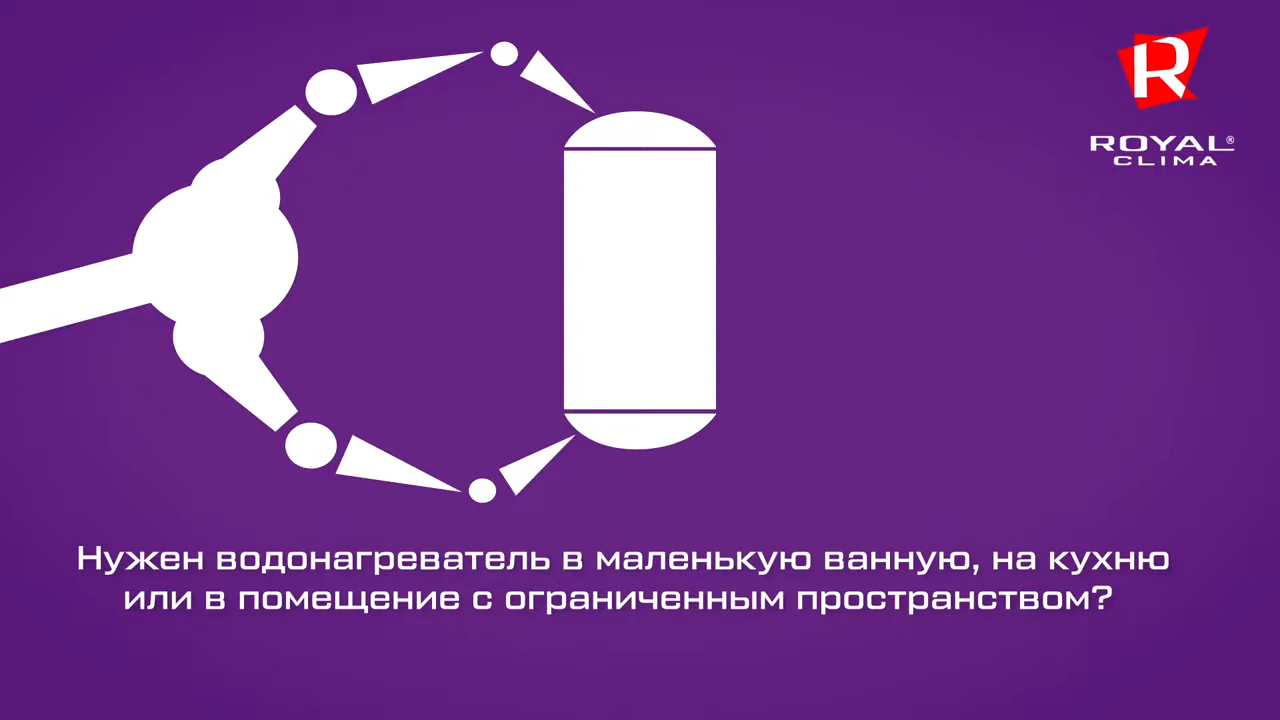 R
ROYAL®
CLIMA
Нужен водонагреватель в маленькую ванную, на кухню
или в помещение с ограниченным пространством?